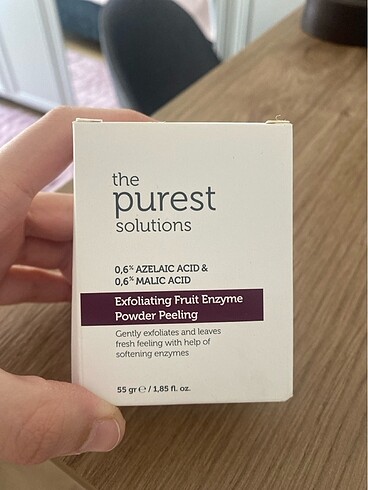 the
purest
solutions
0,6% AZELAIC ACID &
0,6% MALIC ACID
Exfoliating Fruit Enzyme
Powder Peeling
Gently exfoliates and leaves
fresh feeling with help of
softening enzymes
55 gr ℮ / 1,85 fl. oz.